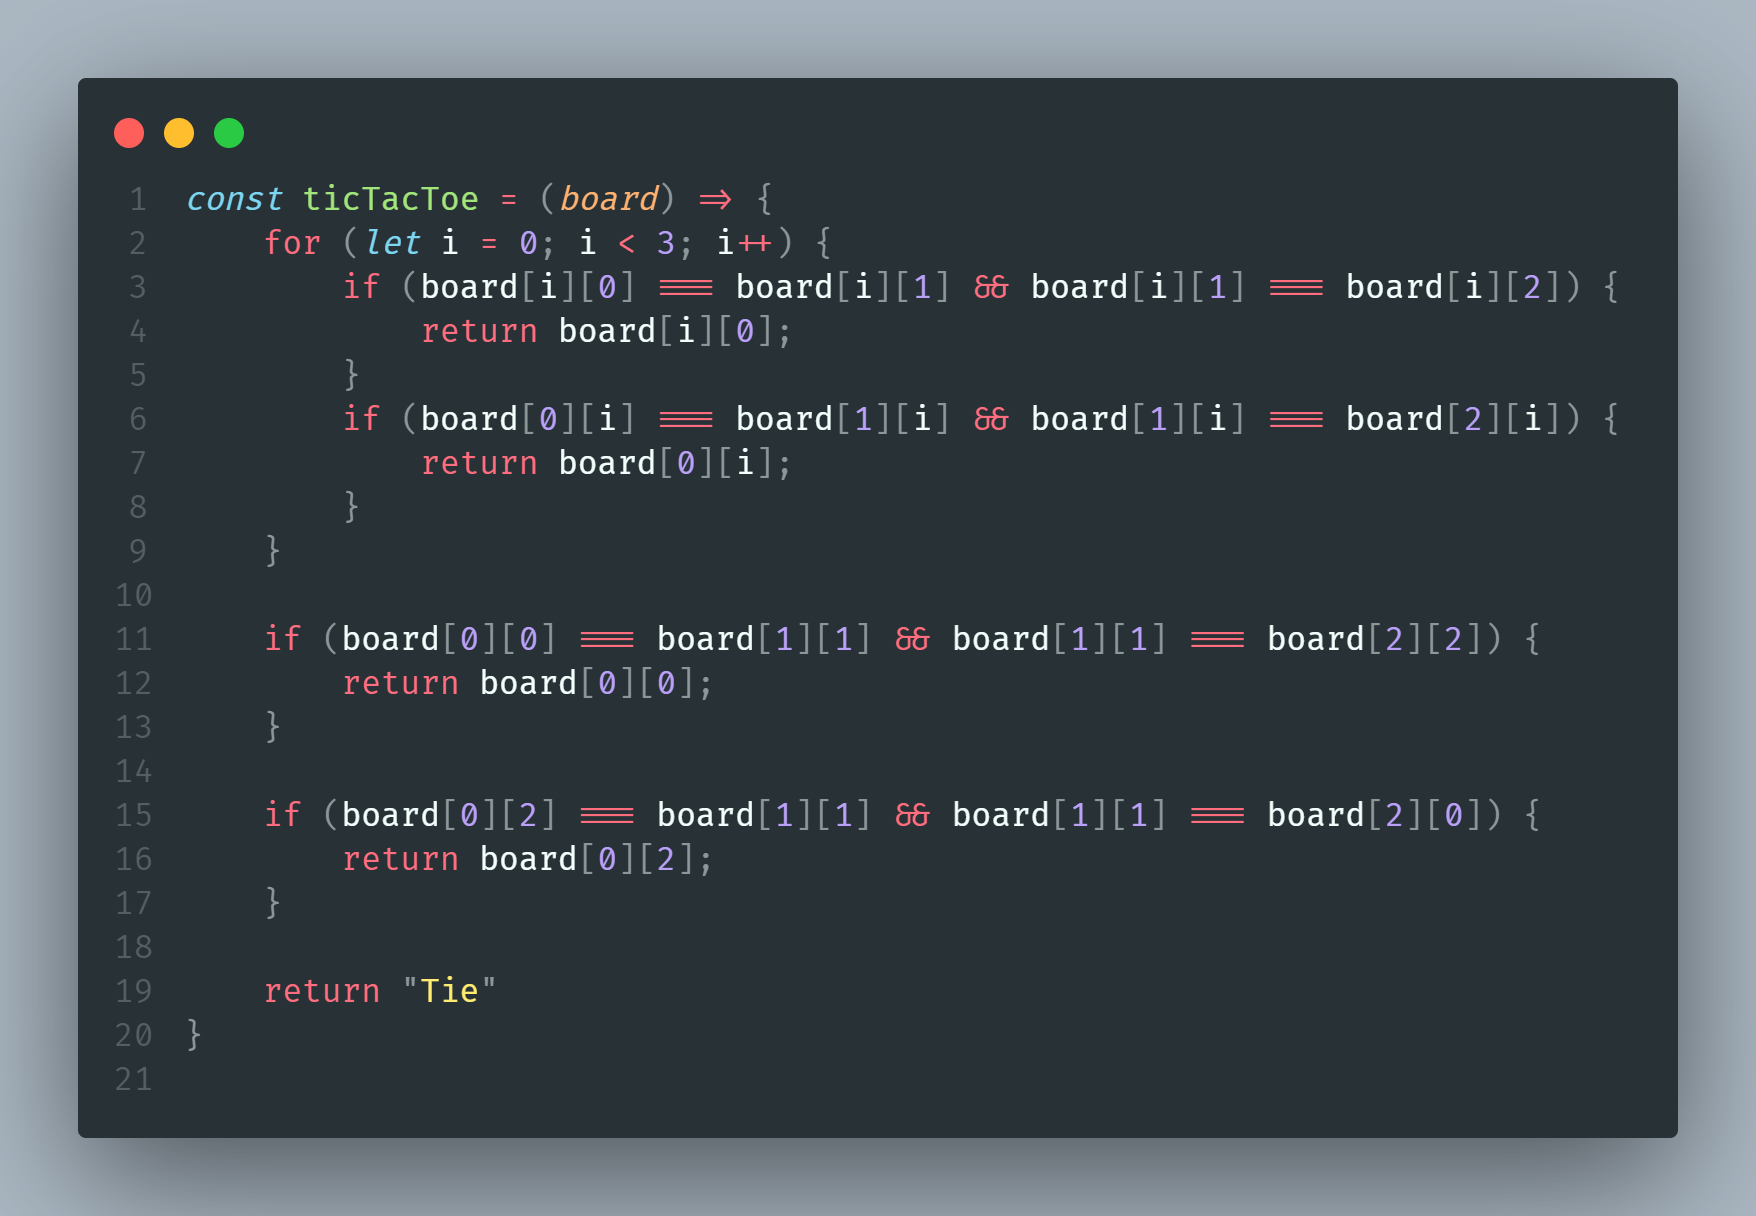 1 const ticTacToe = (board) => {
2     for (let i = 0; i < 3; i++) {
3         if (board[i][0] === board[i][1] && board[i][1] === board[i][2]) {
4             return board[i][0];
5         }
6         if (board[0][i] === board[1][i] && board[1][i] === board[2][i]) {
7             return board[0][i];
8         }
9     }
10
11     if (board[0][0] === board[1][1] && board[1][1] === board[2][2]) {
12         return board[0][0];
13     }
14
15     if (board[0][2] === board[1][1] && board[1][1] === board[2][0]) {
16         return board[0][2];
17     }
18
19     return "Tie"
20 }
21